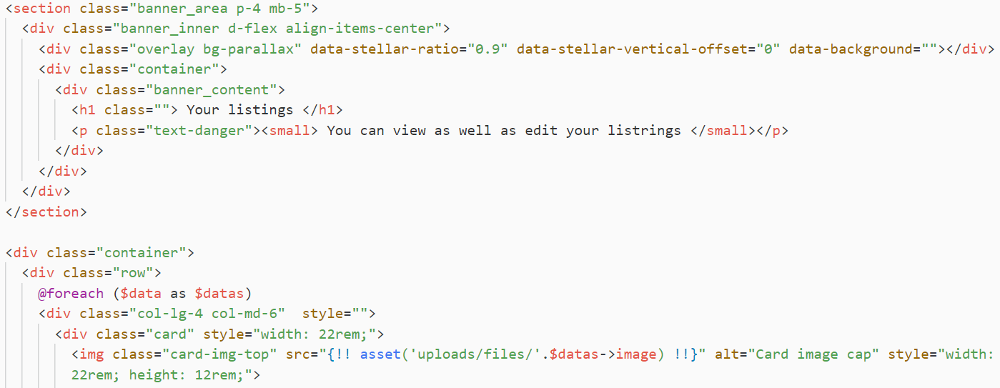 <section class="banner_area p-4 mb-5">
<div class="banner_inner d-flex align-items-center">
<div class="overlay bg-parallax" data-stellar-ratio="0.9" data-stellar-vertical-offset="0" data-background=""></div>
<div class="container">
<div class="banner_content">
<h1 class=""> Your listings </h1>
<p class="text-danger"><small> You can view as well as edit your listrings </small></p>
</div>
</div>
</div>
</section>
<div class="container">
<div class="row">
@foreach ($data as $datas)
<div class="col-lg-4 col-md-6"  style="">
<div class="card" style="width: 22rem;">
<img class="card-img-top" src="{!! asset('uploads/files/'.$datas->image) !!}" alt="Card image cap" style="width:
22rem; height: 12rem;">